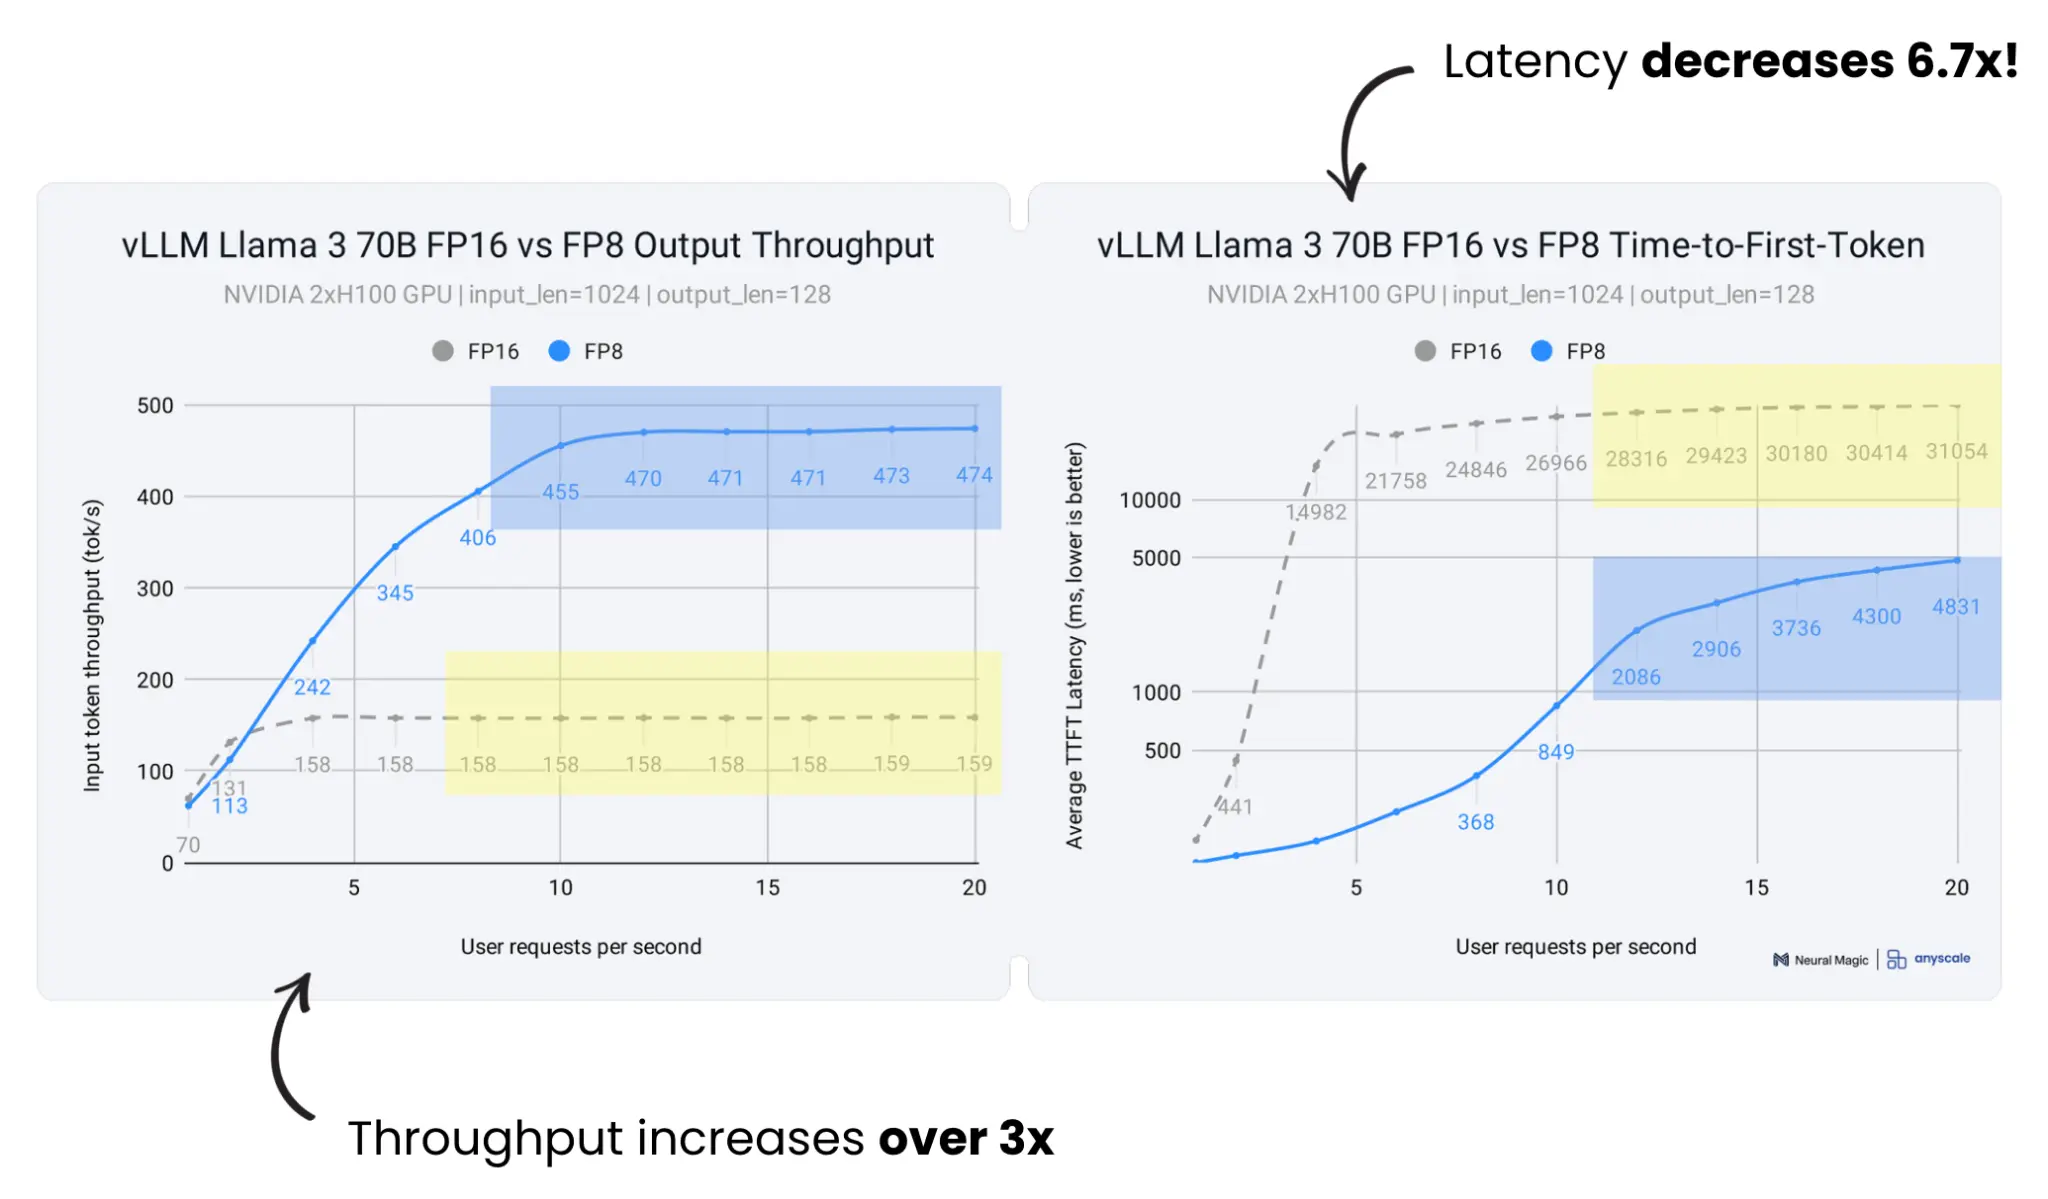 Latency decreases 6.7x!
vLLM Llama 3 70B FP16 vs FP8 Output Throughput
NVIDIA 2xH100 GPU | input_len=1024 | output_len=128
FP16 FP8
Input token throughput (tok/s)
500
400
300
200
100
0
455 470 471 471 473 474
406
345
242
158 158 158 158 158 158 158 159 159
131
113
70
5 10 15 20
User requests per second
vLLM Llama 3 70B FP16 vs FP8 Time-to-First-Token
NVIDIA 2xH100 GPU | input_len=1024 | output_len=128
FP16 FP8
Average TTFT Latency (ms, lower is better)
10000
5000
1000
500
14982 21758 24846 26966 28316 29423 30180 30414 31054
441
368 849 2086 2906 3736 4300 4831
5 10 15 20
User requests per second
Neural Magic | anyscale
Throughput increases over 3x